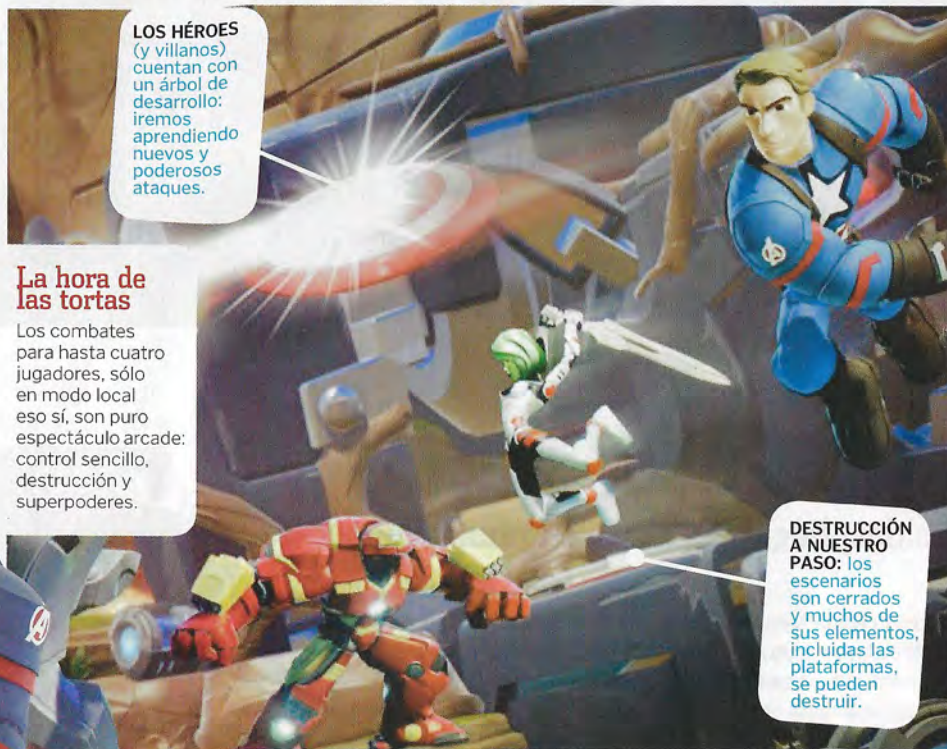 LOS HÉROES
(y villanos)
cuentan con
un árbol de
desarrollo:
iremos
aprendiendo
nuevos y
poderosos
ataques.
La hora de
las tortas
Los combates
para hasta cuatro
jugadores, sólo
en modo local
eso sí, son puro
espectáculo arcade:
control sencillo,
destrucción y
superpoderes.
DESTRUCCIÓN
A NUESTRO
PASO: los
escenarios
son cerrados
y muchos de
sus elementos,
incluidas las
plataformas,
se pueden
destruir.